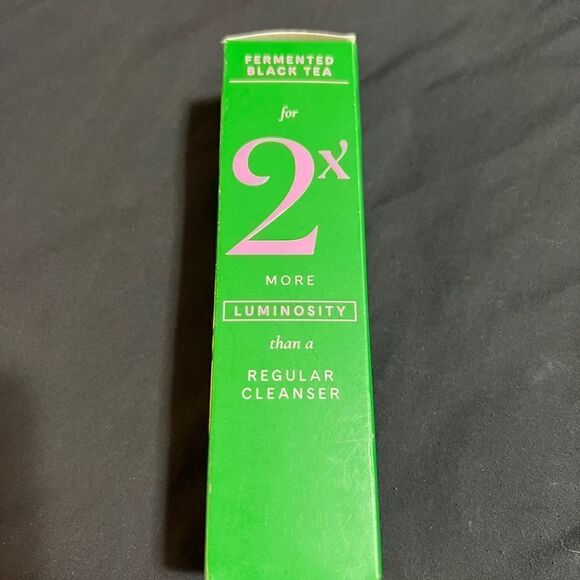 FERMENTED
BLACK TEA
for
2x
MORE
LUMINOSITY
than a
REGULAR
CLEANSER